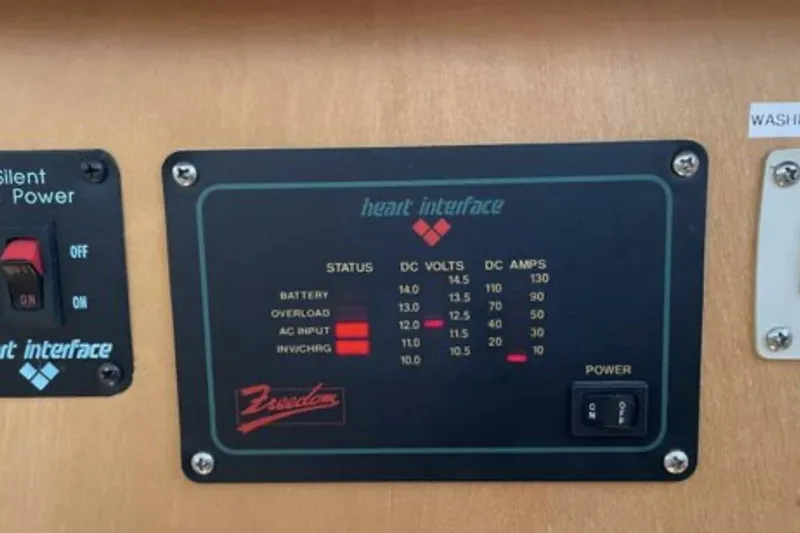 Silent
Power
OFF
ON
ON
heart interface
heart interface
STATUS
BATTERY
OVERLOAD
AC INPUT
INV/CHRG
DC VOLTS
14.5
14.0
13.5
13.0
12.5
12.0
11.5
11.0
10.5
10.0
DC AMPS
130
110
90
70
50
40
30
20
10
Freedom
POWER
ON
OFF